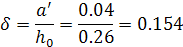 δ = a′/h₀ = 0.04/0.26 = 0.154